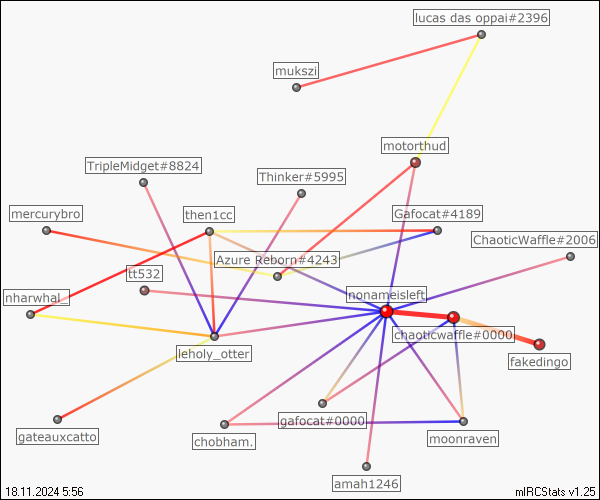 lucas das oppai#2396
mukszi
motorthud
TripleMidget#8824
Thinker#5995
mercurybro
then1cc
Gafocat#4189
ChaoticWaffle#2006
Azure Reborn#4243
tt532
nharwhal_
nonameisleft
chaoticwaffle#0000
leholy_otter
fakedingo
gateauxcatto
chobham.
gafocat#0000
moonraven
amah1246
18.11.2024 5:56
mIRCStats v1.25